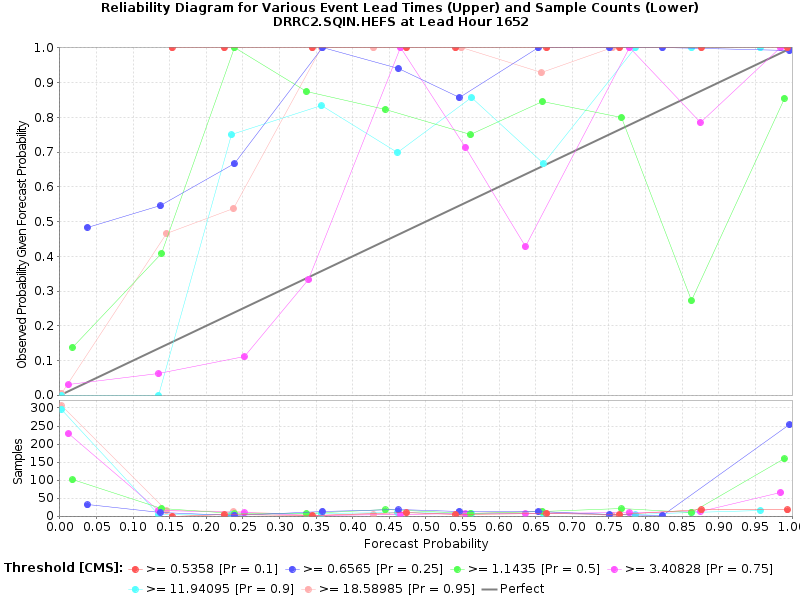 Reliability Diagram for Various Event Lead Times (Upper) and Sample Counts (Lower)
DRRC2.SQIN.HEFS at Lead Hour 1652
Observed Probability Given Forecast Probability
1.0
0.9
0.8
0.7
0.6
0.5
0.4
0.3
0.2
0.1
0.0
Samples
300
250
200
150
100
50
0
0.00 0.05 0.10 0.15 0.20 0.25 0.30 0.35 0.40 0.45 0.50 0.55 0.60 0.65 0.70 0.75 0.80 0.85 0.90 0.95 1.0
Forecast Probability
Threshold [CMS]: >= 0.5358 [Pr = 0.1] >= 0.6565 [Pr = 0.25] >= 1.1435 [Pr = 0.5] >= 3.40828 [Pr = 0.75]
>= 11.94095 [Pr = 0.9] >= 18.58985 [Pr = 0.95] Perfect